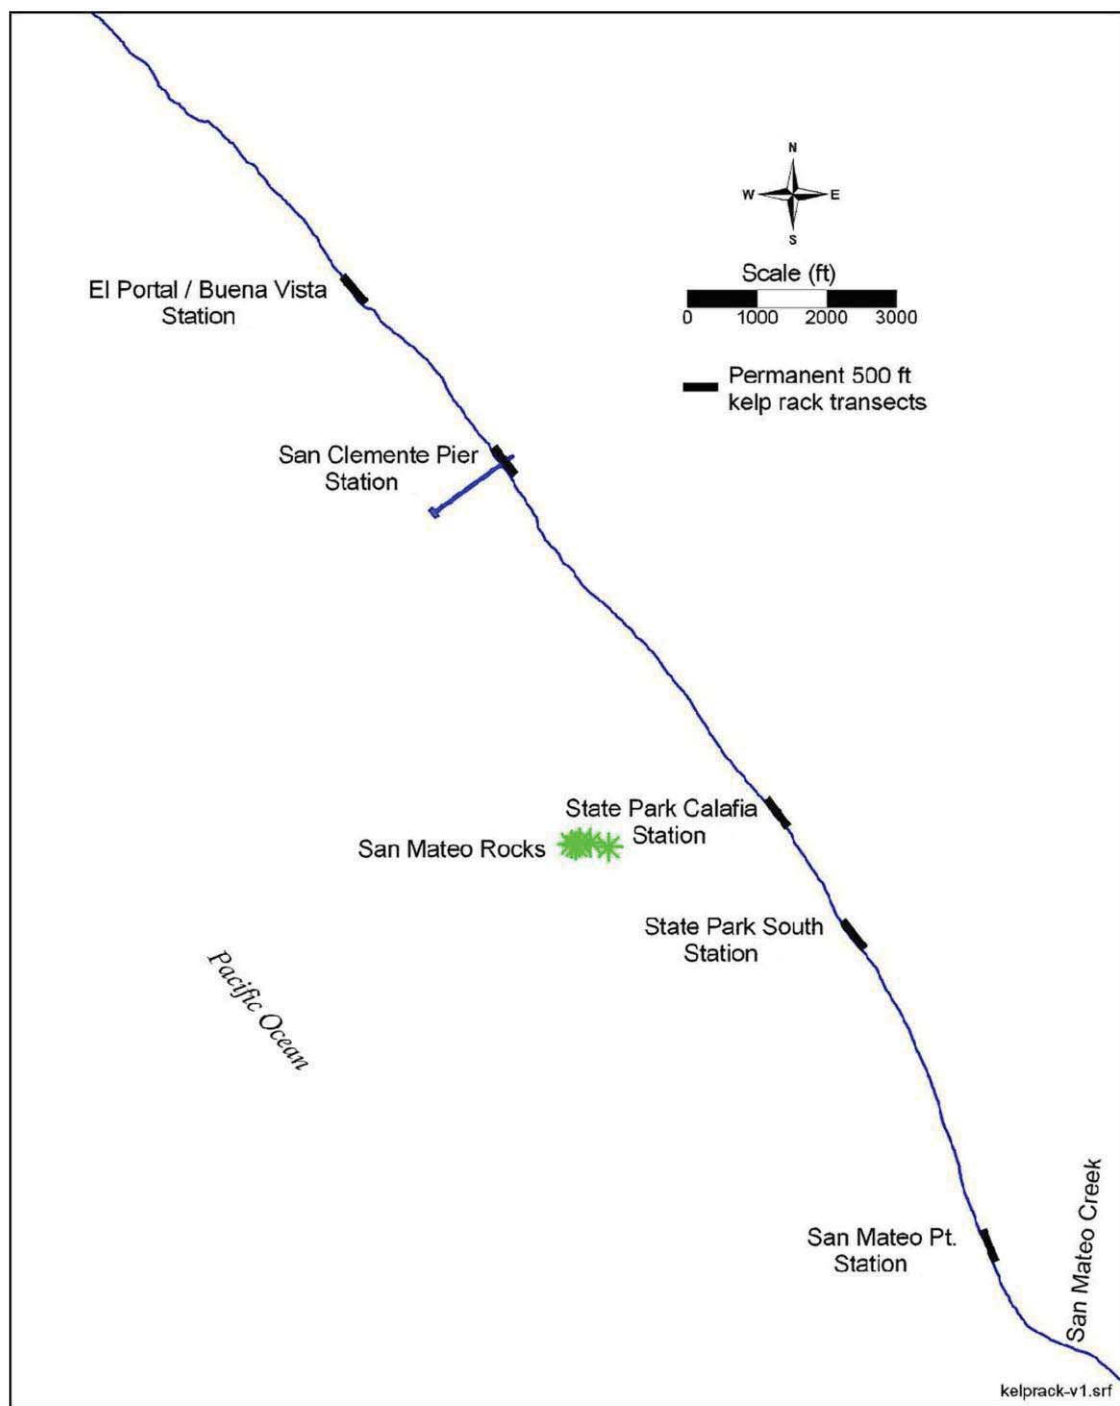 N
W E
S
Scale (ft)
0 1000 2000 3000
Permanent 500 ft
kelp rack transects
El Portal / Buena Vista
Station
San Clemente Pier
Station
State Park Calafia
Station
San Mateo Rocks
State Park South
Station
Pacific Ocean
San Mateo Pt.
Station
San Mateo Creek
kelprack-v1.srf